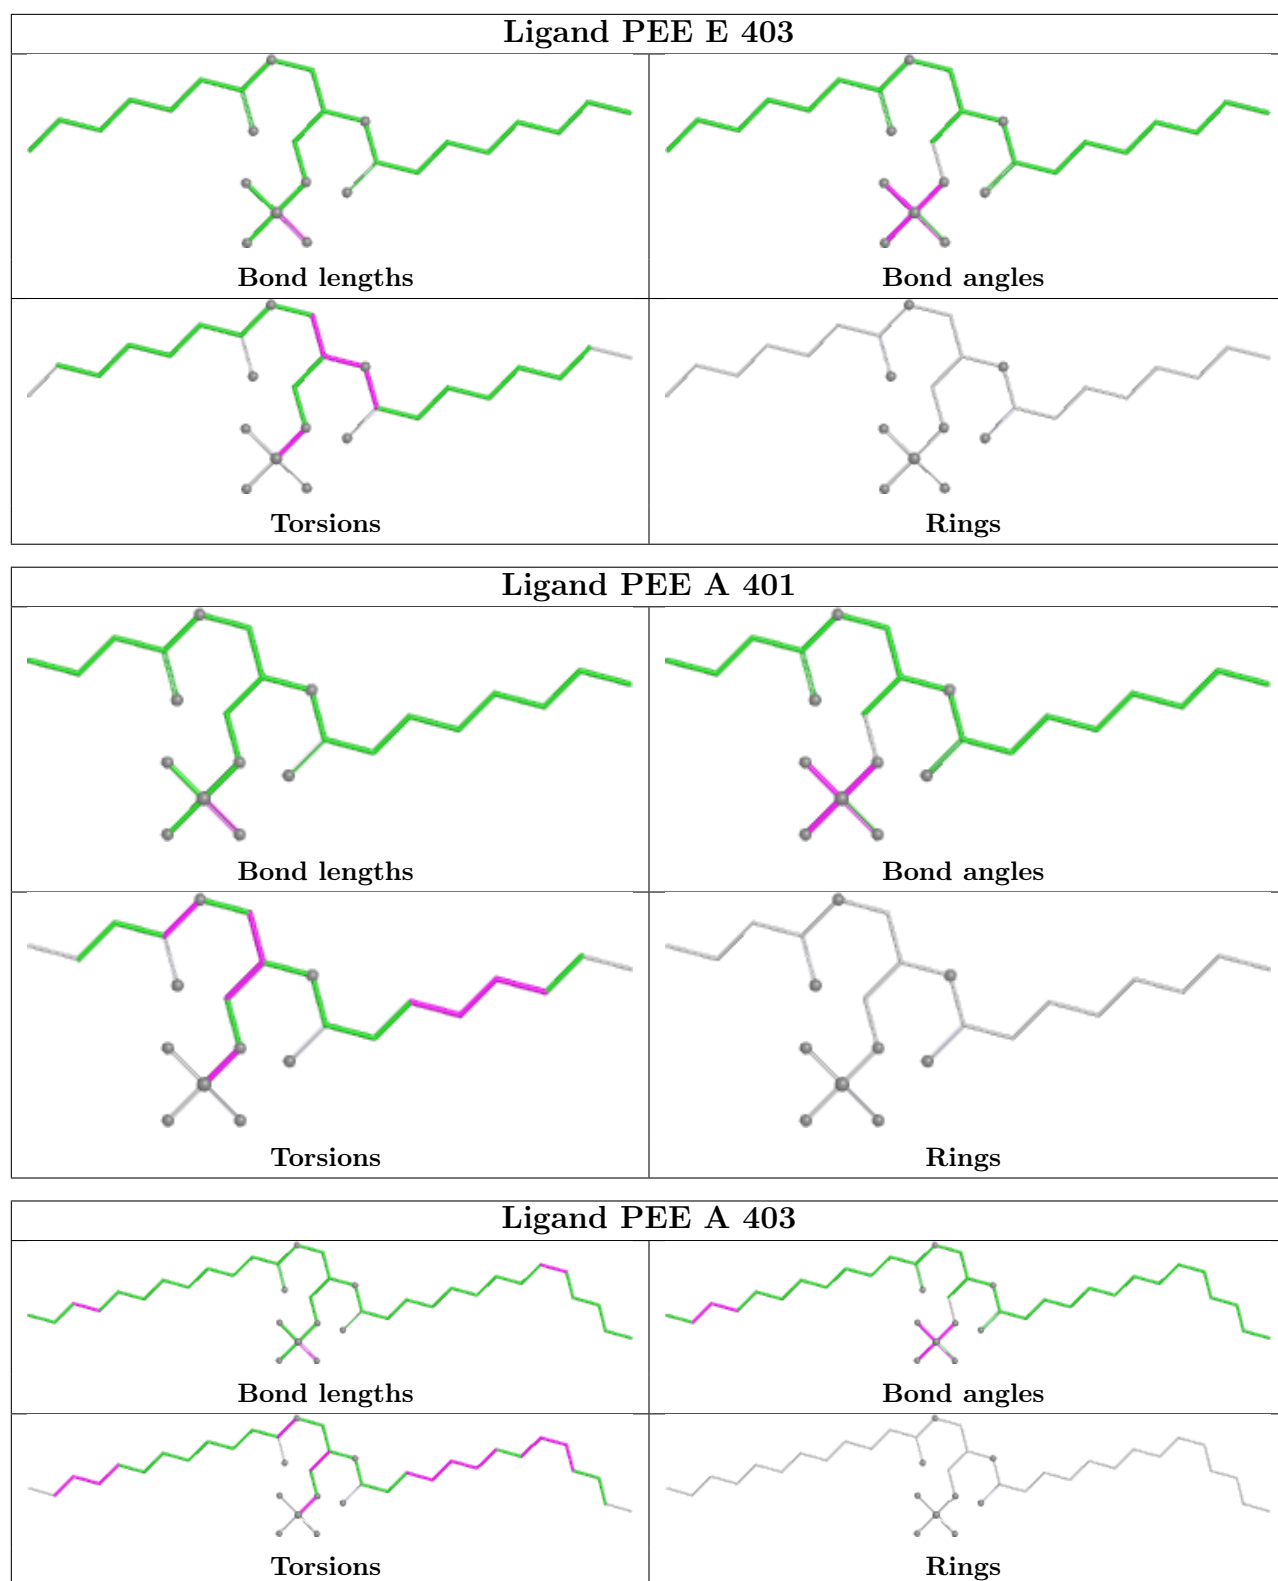 Ligand PEE E 403
Bond lengths
Bond angles
Torsions
Rings
Ligand PEE A 401
Bond lengths
Bond angles
Torsions
Rings
Ligand PEE A 403
Bond lengths
Bond angles
Torsions
Rings